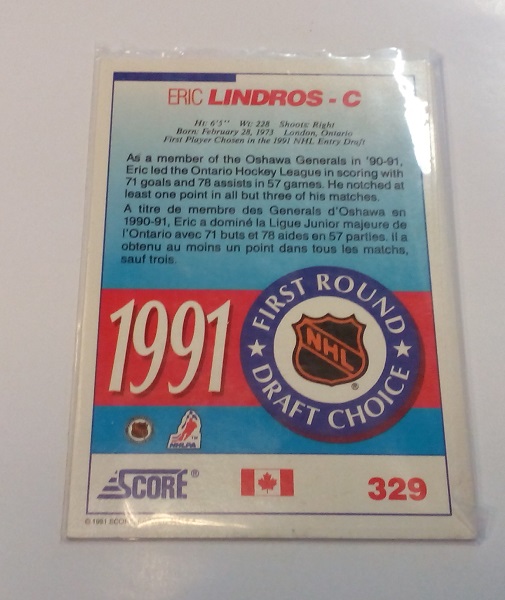 ERIC LINDROS - C
Ht: 6'5" Wt: 228 Shoots: Right
Born: February 28, 1973 London, Ontario
First Player Chosen in the 1991 NHL Entry Draft
As a member of the Oshawa Generals in '90-91,
Eric led the Ontario Hockey League in scoring with
71 goals and 78 assists in 57 games. He notched at
least one point in all but three of his matches.
A titre de membre des Generals d'Oshawa en
1990-91, Eric a dominé la Ligue Junior majeure de
l'Ontario avec 71 buts et 78 aides en 57 parties. Il a
obtenu au moins un point dans tous les matchs,
sauf trois.
1991
FIRST ROUND
NHL
®
★ DRAFT CHOICE ★
NHLPA
TM
SCORE®
329
© 1991 SCOR